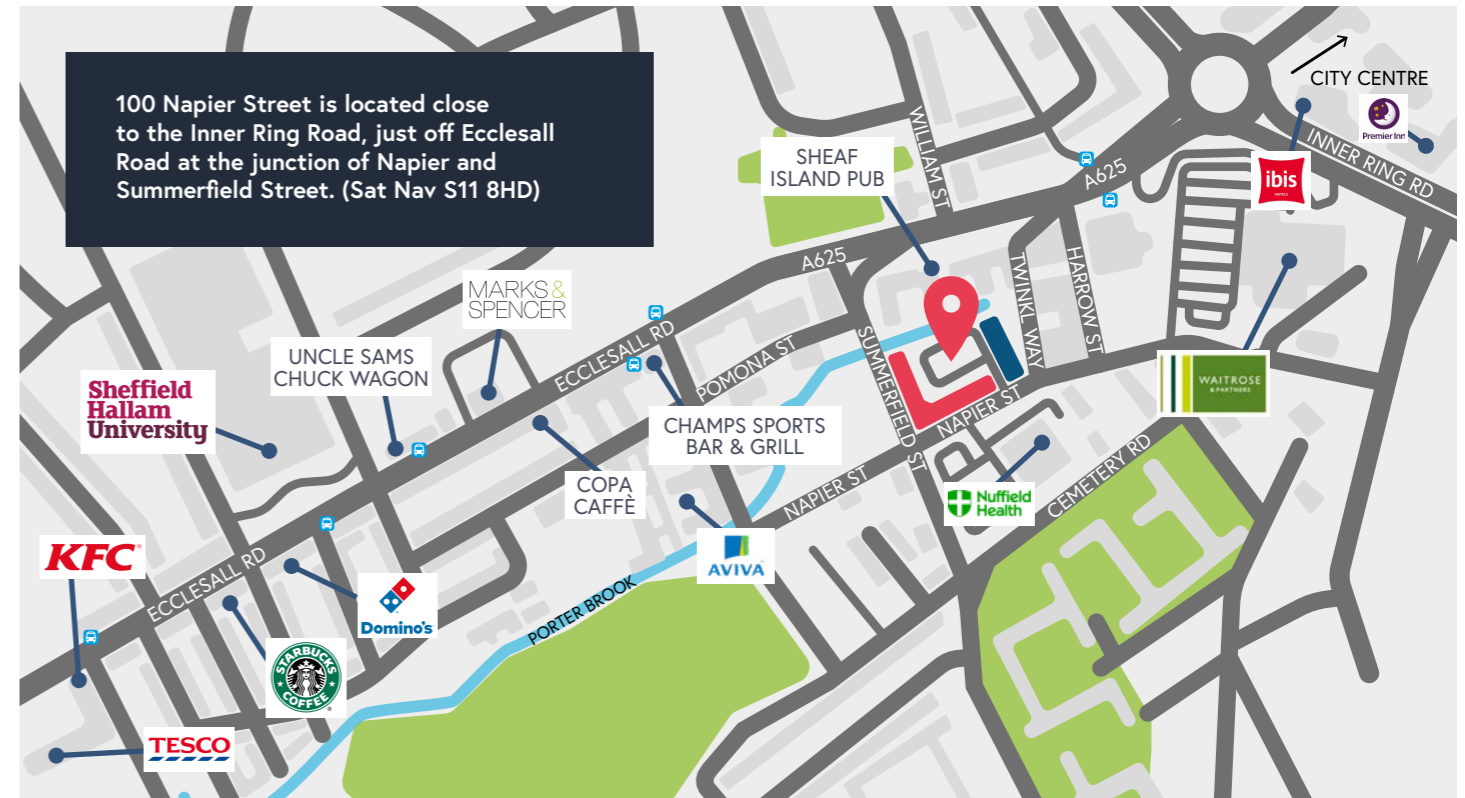 100 Napier Street is located close
to the Inner Ring Road, just off Ecclesall
Road at the junction of Napier and
Summerfield Street. (Sat Nav S11 8HD)
CITY CENTRE
Premier Inn
INNER RING RD
ibis
HOTELS
WILLIAM ST
SHEAF
ISLAND PUB
A625
A625
TWINKL WAY
HARROW ST
MARKS&
SPENCER
UNCLE SAMS
CHUCK WAGON
ECCLESALL RD
POMONA ST
SUMMERFIELD ST
NAPIER ST
WAITROSE
& PARTNERS
Sheffield
Hallam
University
CHAMPS SPORTS
BAR & GRILL
COPA
CAFFÈ
NAPIER ST
CEMETERY RD
Nuffield
Health
AVIVA
KFC
ECCLESALL RD
Domino's
PORTER BROOK
STARBUCKS
COFFEE
TESCO